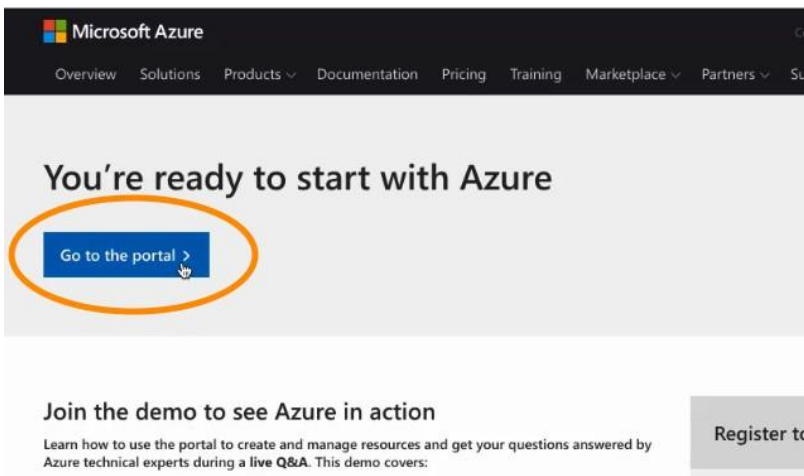 Microsoft Azure
Overview Solutions Products Documentation Pricing Training Marketplace Partners
You're ready to start with Azure
Go to the portal >
Join the demo to see Azure in action
Learn how to use the portal to create and manage resources and get your questions answered by
Azure technical experts during a live Q&A. This demo covers:
Register to